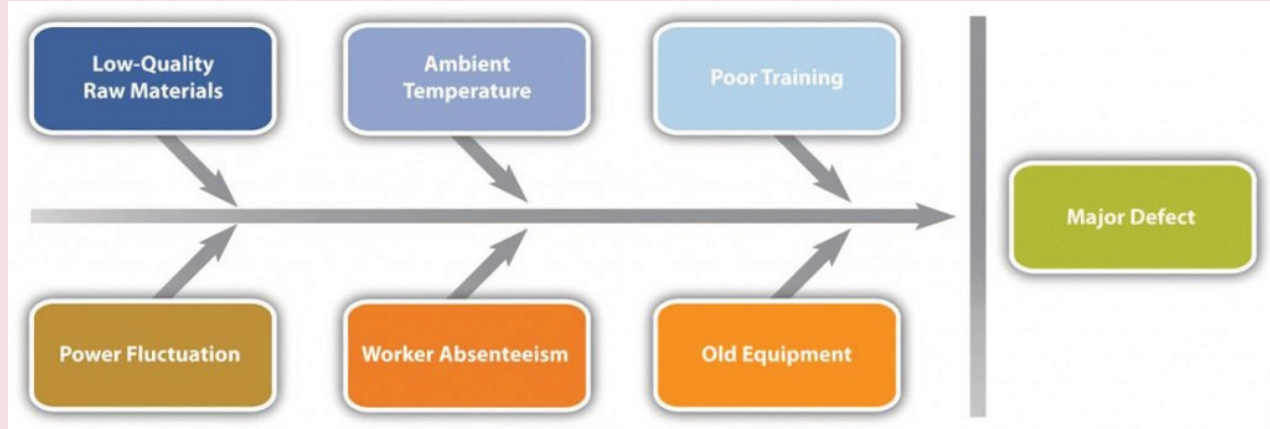 Low-Quality
Raw Materials
Ambient
Temperature
Poor Training
Major Defect
Power Fluctuation
Worker Absenteeism
Old Equipment